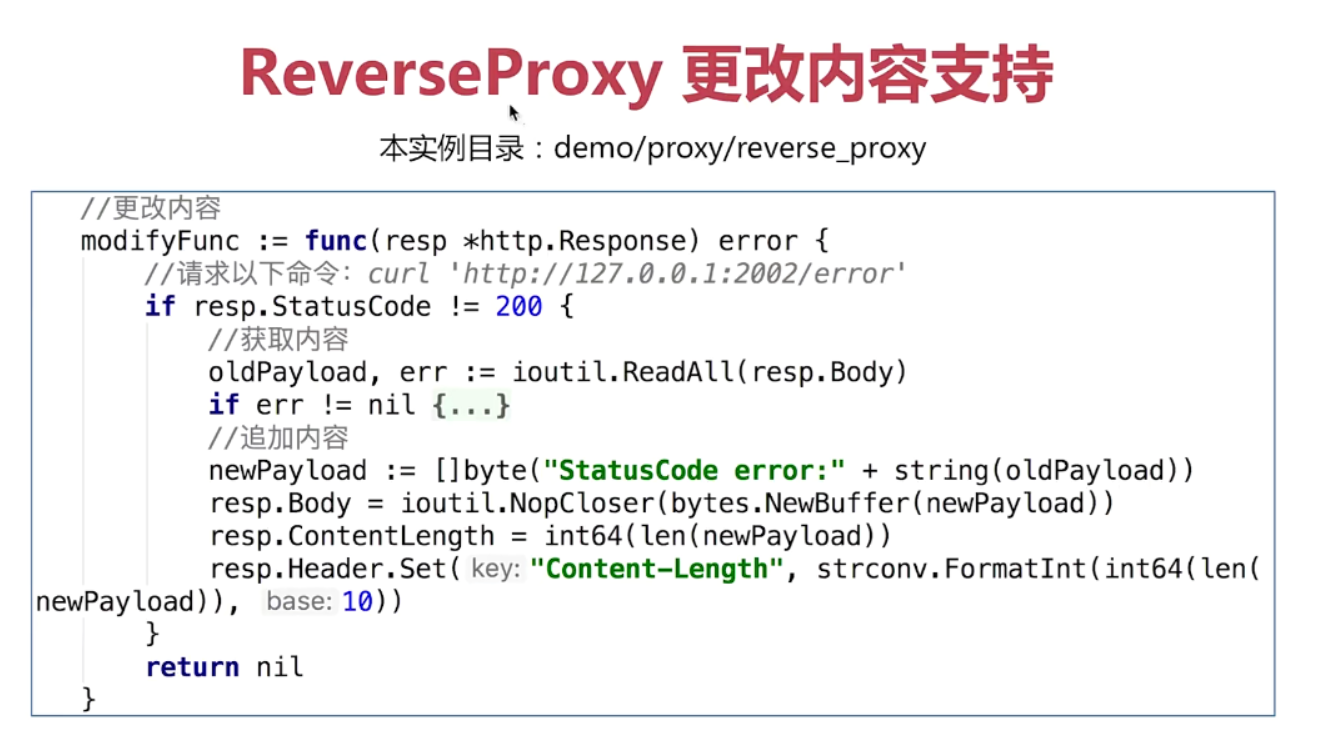 ReverseProxy 更改内容支持
本实例目录：demo/proxy/reverse_proxy
//更改内容
modifyFunc := func(resp *http.Response) error {
//请求以下命令：curl 'http://127.0.0.1:2002/error'
if resp.StatusCode != 200 {
//获取内容
oldPayload, err := ioutil.ReadAll(resp.Body)
if err != nil {...}
//追加内容
newPayload := []byte("StatusCode error:" + string(oldPayload))
resp.Body = ioutil.NopCloser(bytes.NewBuffer(newPayload))
resp.ContentLength = int64(len(newPayload))
resp.Header.Set( key: "Content-Length", strconv.FormatInt(int64(len(
newPayload)), base: 10))
}
return nil
}